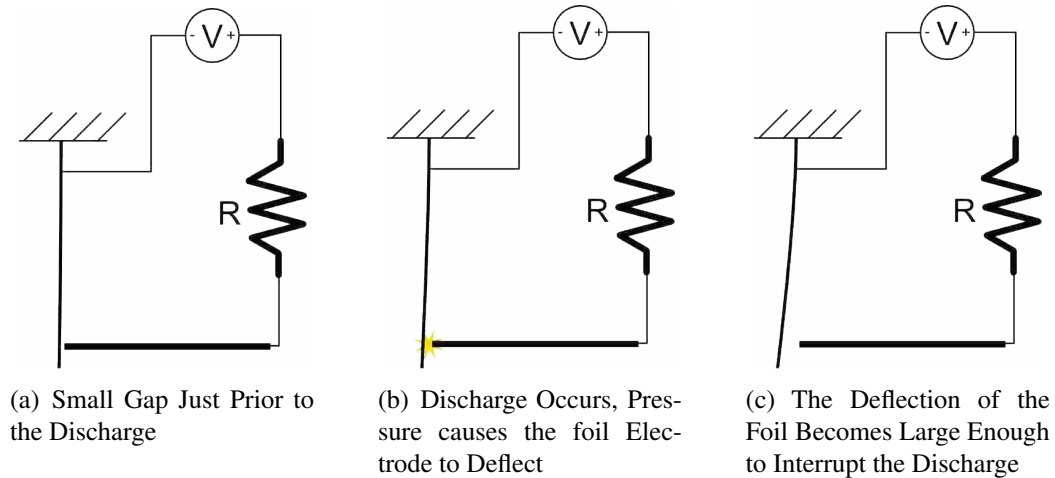 - V +
R
- V +
R
- V +
R
(a) Small Gap Just Prior to
the Discharge
(b) Discharge Occurs, Pres-
sure causes the foil Elec-
trode to Deflect
(c) The Deflection of the
Foil Becomes Large Enough
to Interrupt the Discharge